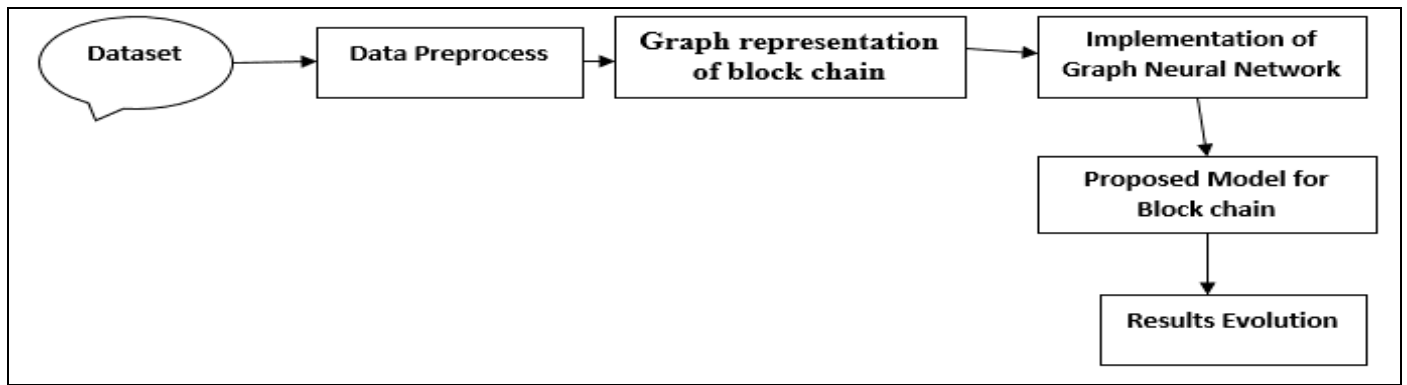 Dataset
Data Preprocess
Graph representation
of block chain
Implementation of
Graph Neural Network
Proposed Model for
Block chain
Results Evolution